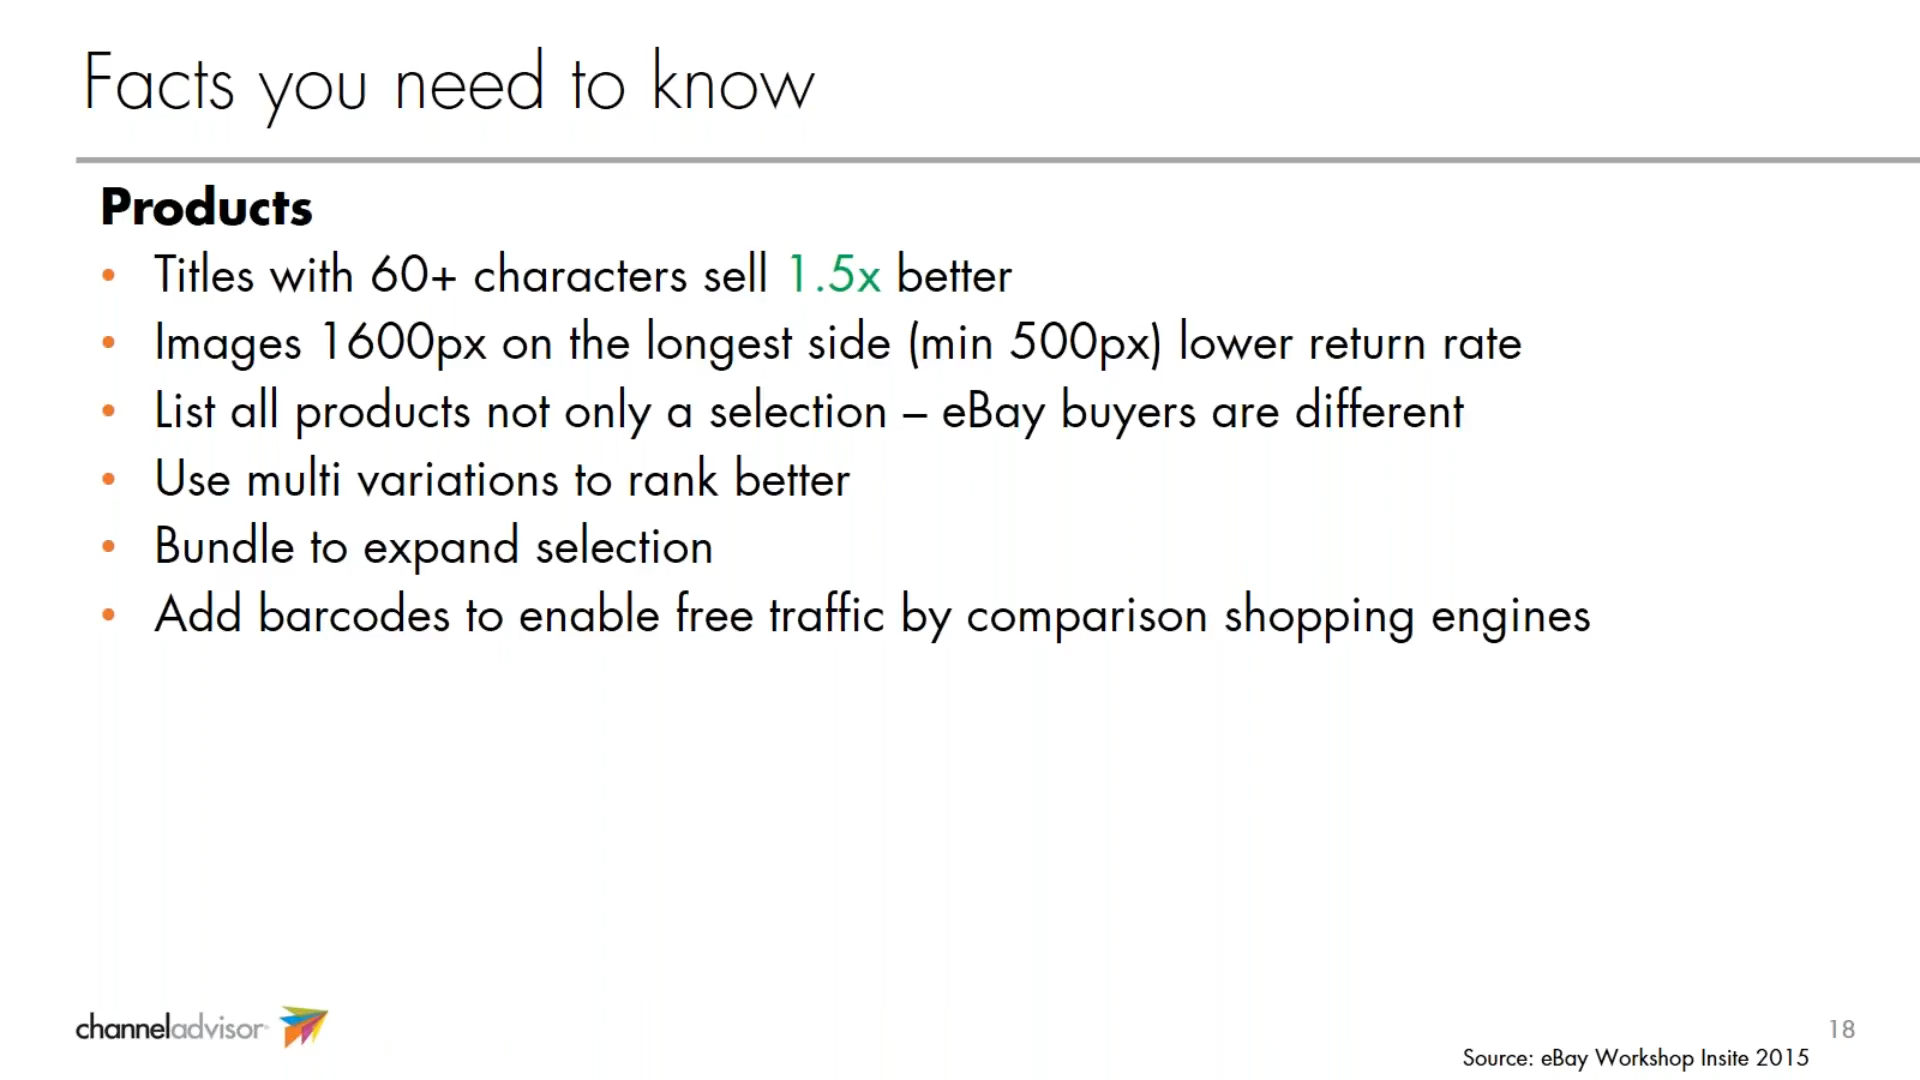 Facts you need to know
Products
• Titles with 60+ characters sell 1.5x better
• Images 1600px on the longest side (min 500px) lower return rate
• List all products not only a selection – eBay buyers are different
• Use multi variations to rank better
• Bundle to expand selection
• Add barcodes to enable free traffic by comparison shopping engines
channeladvisor
18
Source: eBay Workshop Insite 2015